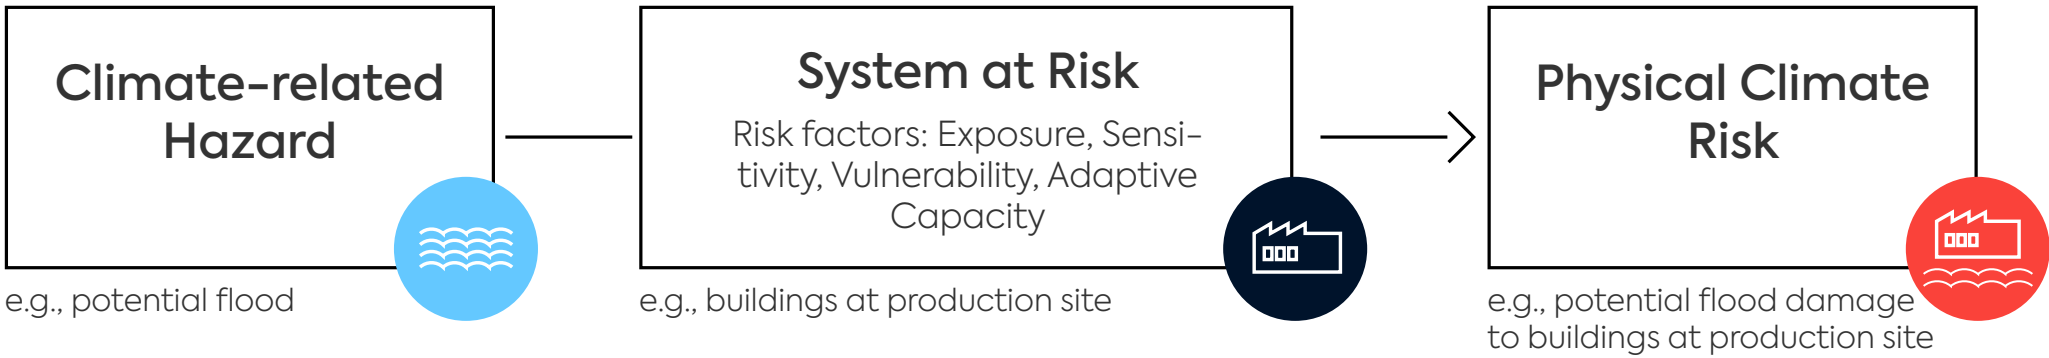 Climate-related
Hazard
e.g., potential flood
System at Risk
Risk factors: Exposure, Sensi-
tivity, Vulnerability, Adaptive
Capacity
e.g., buildings at production site
Physical Climate
Risk
e.g., potential flood damage
to buildings at production site